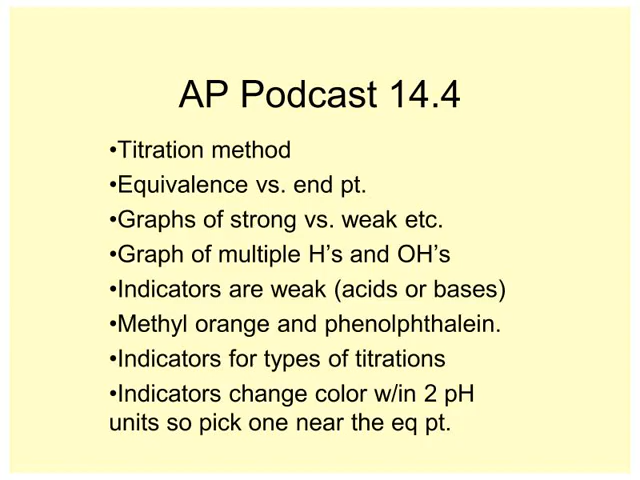 AP Podcast 14.4
•Titration method
•Equivalence vs. end pt.
•Graphs of strong vs. weak etc.
•Graph of multiple H’s and OH’s
•Indicators are weak (acids or bases)
•Methyl orange and phenolphthalein.
•Indicators for types of titrations
•Indicators change color w/in 2 pH
units so pick one near the eq pt.